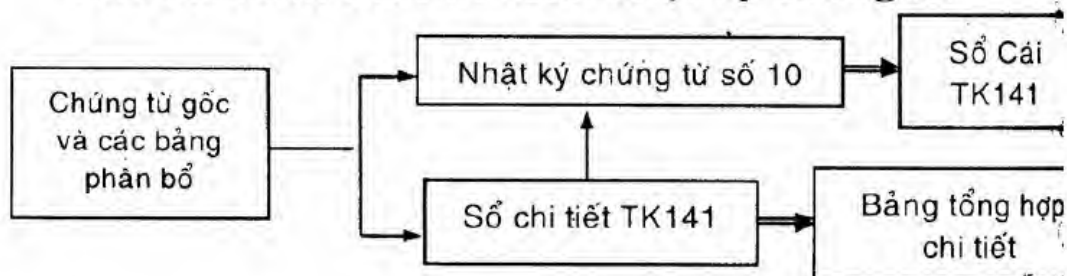 Chứng từ gốc
và các bảng
phân bổ
Nhật ký chứng từ số 10
Sổ Cái
TK141
Sổ chi tiết TK141
Bảng tổng hợp
chi tiết